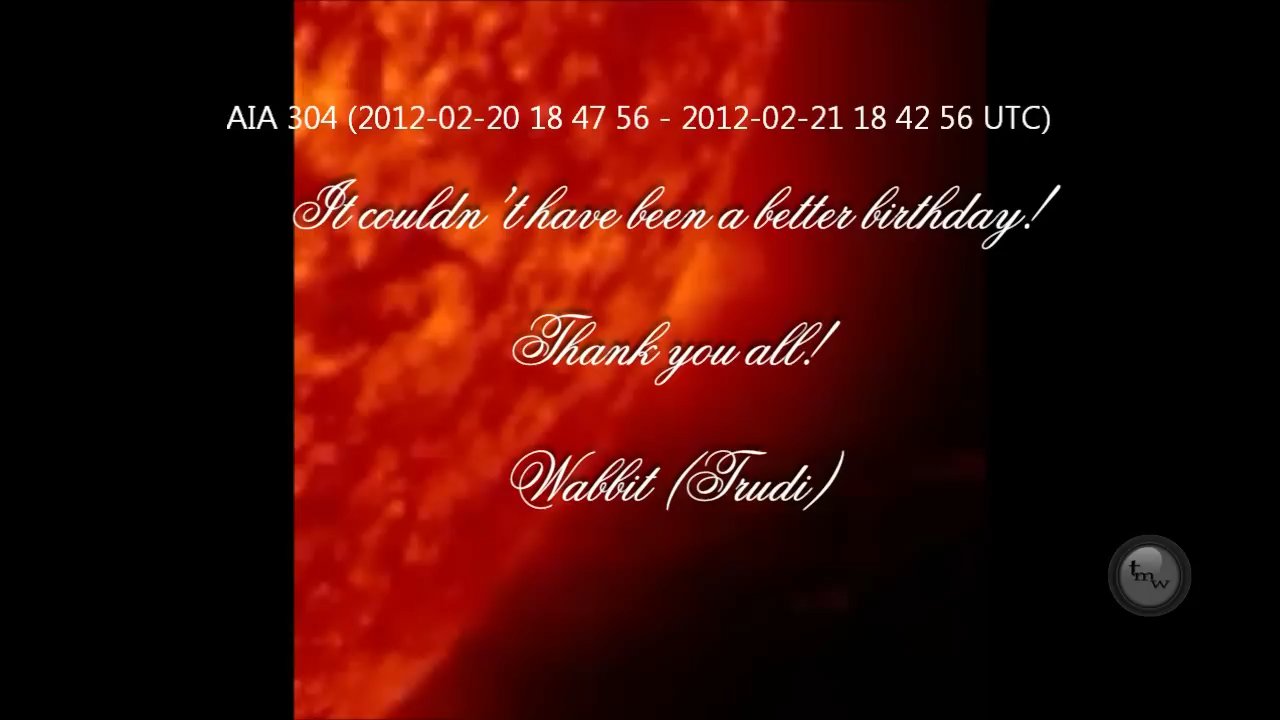 AIA 304 (2012-02-20 18 47 56 - 2012-02-21 18 42 56 UTC)
It couldn't have been a better birthday!
Thank you all!
Wabbit (Trudi)
tmw